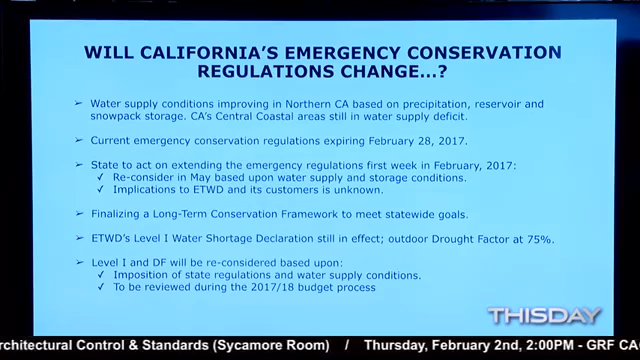 WILL CALIFORNIA'S EMERGENCY CONSERVATION
REGULATIONS CHANGE...?
➢ Water supply conditions improving in Northern CA based on precipitation, reservoir and
snowpack storage. CA's Central Coastal areas still in water supply deficit.
➢ Current emergency conservation regulations expiring February 28, 2017.
➢ State to act on extending the emergency regulations first week in February, 2017:
✓ Re-consider in May based upon water supply and storage conditions.
✓ Implications to ETWD and its customers is unknown.
➢ Finalizing a Long-Term Conservation Framework to meet statewide goals.
➢ ETWD's Level I Water Shortage Declaration still in effect; outdoor Drought Factor at 75%.
➢ Level I and DF will be re-considered based upon:
✓ Imposition of state regulations and water supply conditions.
✓ To be reviewed during the 2017/18 budget process
THISDAY
rchitectural Control & Standards (Sycamore Room) / Thursday, February 2nd, 2:00PM - GRF CA